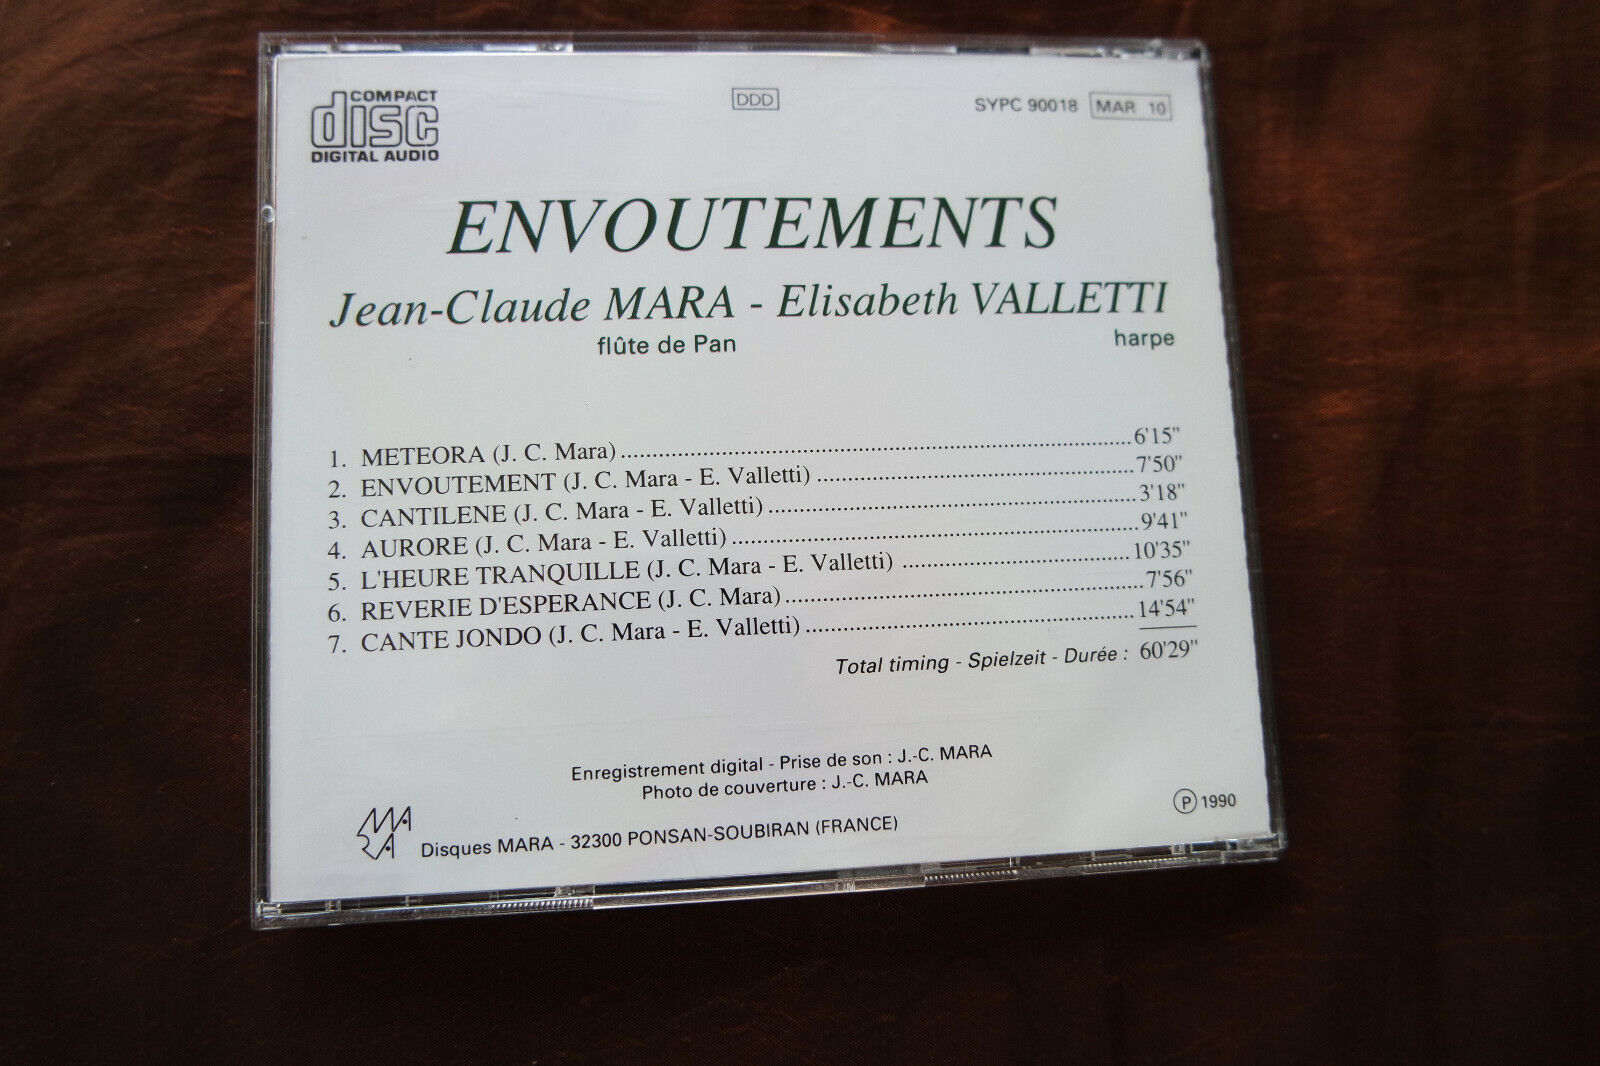 COMPACT
disc
DIGITAL AUDIO
DDD
SYPC 90018 MAR 10
ENVOUTEMENTS
Jean-Claude MARA - Elisabeth VALLETTI
flûte de Pan harpe
1. METEORA (J. C. Mara) ........ 6'15"
2. ENVOUTEMENT (J. C. Mara - E. Valletti) ........ 7'50"
3. CANTILENE (J. C. Mara - E. Valletti) ........ 3'18"
4. AURORE (J. C. Mara - E. Valletti) ........ 9'41"
5. L'HEURE TRANQUILLE (J. C. Mara - E. Valletti) ........ 10'35"
6. REVERIE D'ESPERANCE (J. C. Mara) ........ 7'56"
7. CANTE JONDO (J. C. Mara - E. Valletti) ........ 14'54"
Total timing - Spielzeit - Durée : 60'29"
Enregistrement digital - Prise de son : J.-C. MARA
Photo de couverture : J.-C. MARA
℗ 1990
MARA
Disques MARA - 32300 PONSAN-SOUBIRAN (FRANCE)